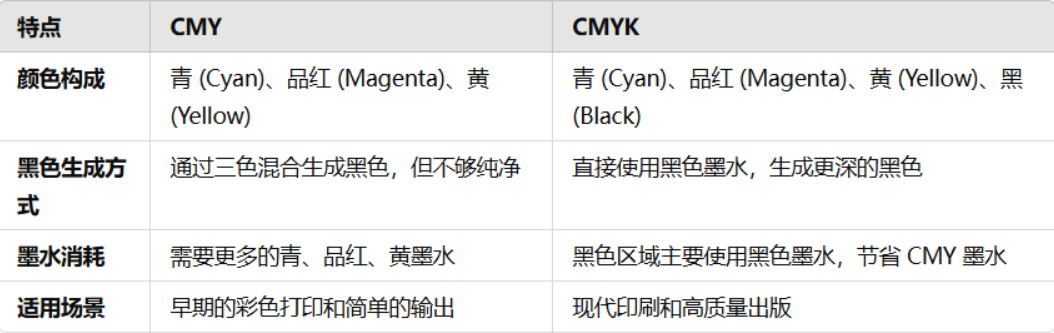 特点 CMY CMYK
颜色构成 青 (Cyan)、品红 (Magenta)、黄 青 (Cyan)、品红 (Magenta)、黄 (Yellow)、黑
(Yellow) (Black)
黑色生成方 通过三色混合生成黑色，但不够纯净 直接使用黑色墨水，生成更深的黑色
式
墨水消耗 需要更多的青、品红、黄墨水 黑色区域主要使用黑色墨水，节省 CMY 墨水
适用场景 早期的彩色打印和简单的输出 现代印刷和高质量出版